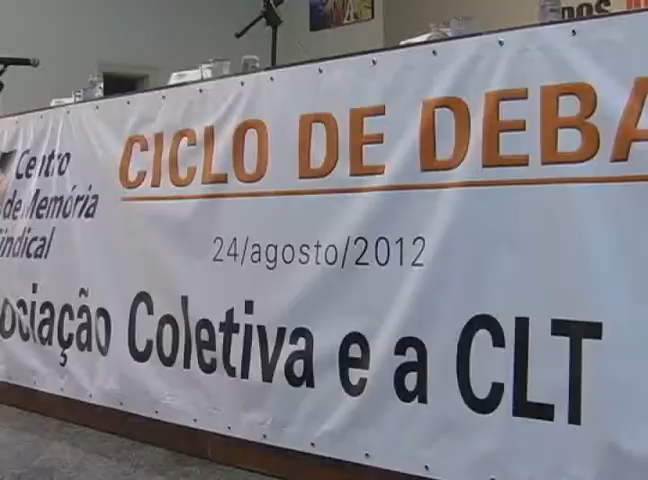 Centro
de Memória
indical
CICLO DE DEBA
24/agosto/2012
ociação Coletiva e a CLT